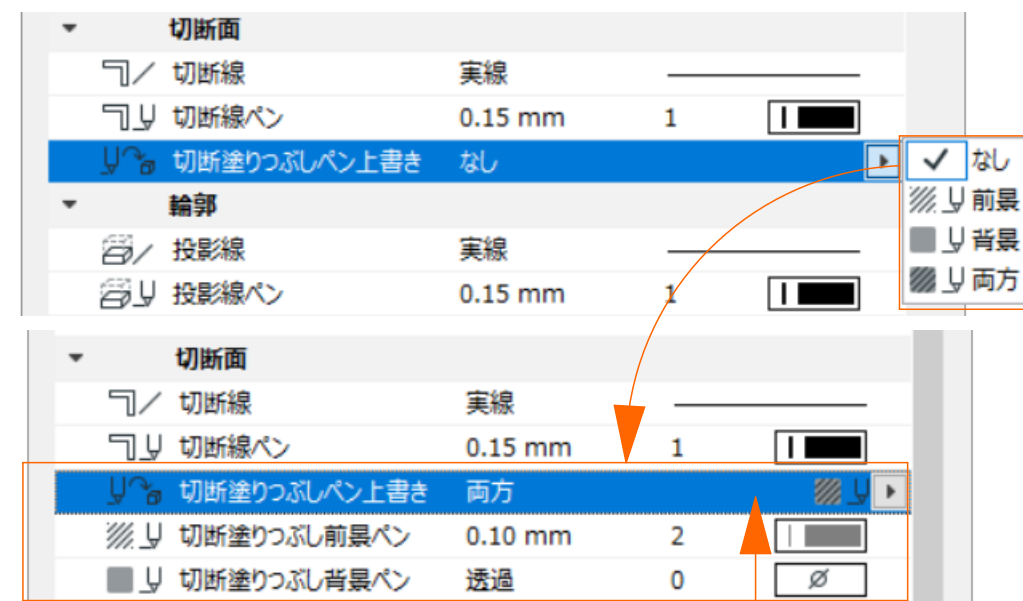 切断面
切断線 実線
切断線ペン 0.15 mm 1
切断塗りつぶしペン上書き なし
なし
前景
背景
両方
輪郭
投影線 実線
投影線ペン 0.15 mm 1
切断面
切断線 実線
切断線ペン 0.15 mm 1
切断塗りつぶしペン上書き 両方
切断塗りつぶし前景ペン 0.10 mm 2
切断塗りつぶし背景ペン 透過 0